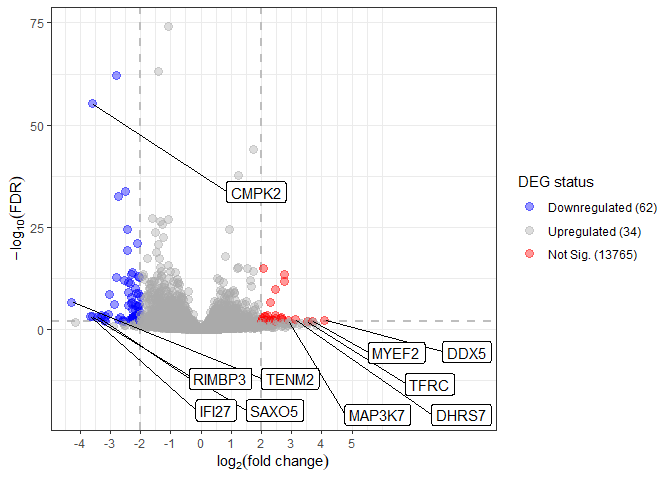 75
50
25
0
−log10(FDR)
CMPK2
MYEF2
DDX5
RIMBP3
TENM2
TFRC
IFI27
SAXO5
MAP3K7
DHRS7
-4 -3 -2 -1 0 1 2 3 4 5
log2(fold change)
DEG status
Downregulated (62)
Upregulated (34)
Not Sig. (13765)